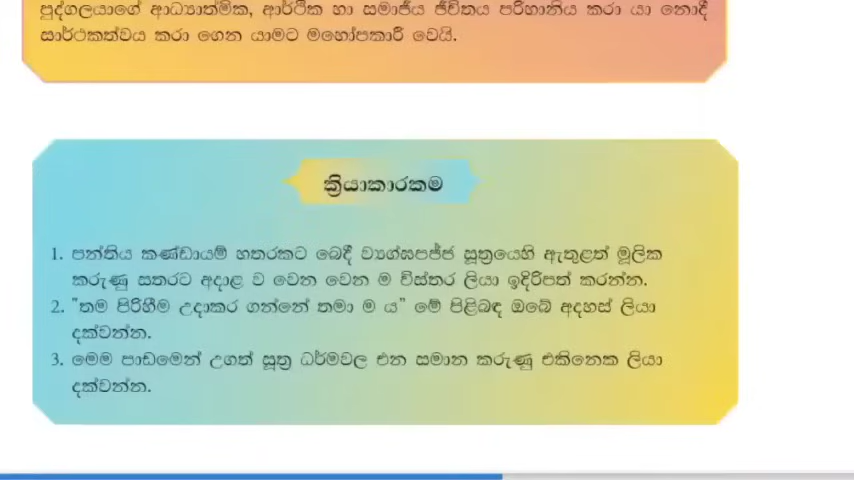 පුද්ගලයාගේ ආධ්‍යාත්මික, ආර්ථික හා සමාජීය ජීවිතය පරිහානිය කරා යා නොදී
සාර්ථකත්වය කරා ගෙන යාමට මහෝපකාරී වෙයි.
ක්‍රියාකාරකම
1. පන්තිය කණ්ඩායම් හතරකට බෙදී ව්‍යග්ඝපජ්ජ සූත්‍රයෙහි ඇතුළත් මූලික
කරුණු සතරට අදාළ ව වෙන වෙන ම විස්තර ලියා ඉදිරිපත් කරන්න.
2. "තම පිරිහීම උදාකර ගන්නේ තමා ම ය" මේ පිළිබඳ ඔබේ අදහස් ලියා
දක්වන්න.
3. මෙම පාඩමෙන් උගත් සූත්‍ර ධර්මවල එන සමාන කරුණු එකිනෙක ලියා
දක්වන්න.